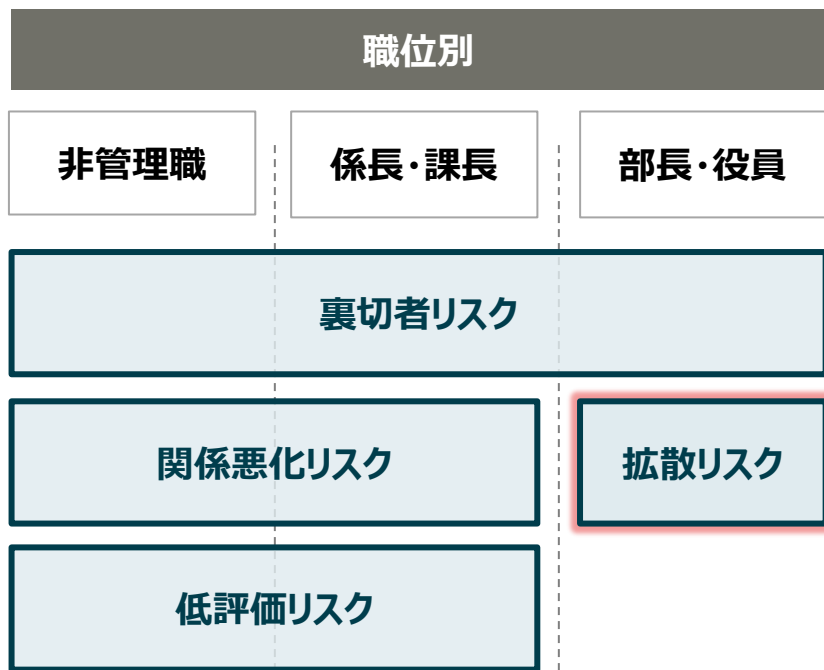 職位別
非管理職
係長・課長
部長・役員
裏切者リスク
関係悪化リスク
拡散リスク
低評価リスク